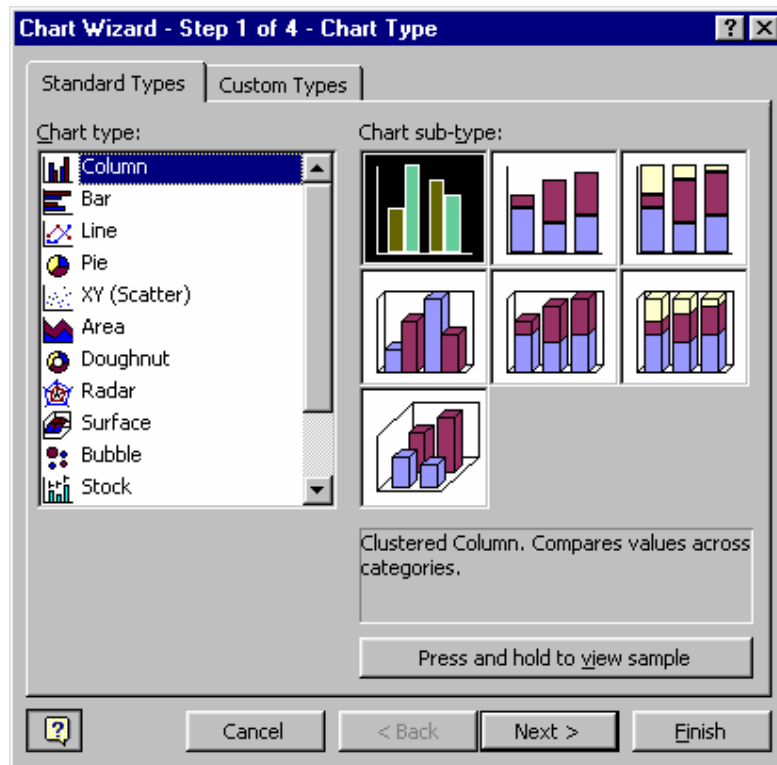 Chart Wizard - Step 1 of 4 - Chart Type
Standard Types
Custom Types
Chart type:
Column
Bar
Line
Pie
XY (Scatter)
Area
Doughnut
Radar
Surface
Bubble
Stock
Chart sub-type:
Clustered Column. Compares values across
categories.
Press and hold to view sample
Cancel
< Back
Next >
Finish